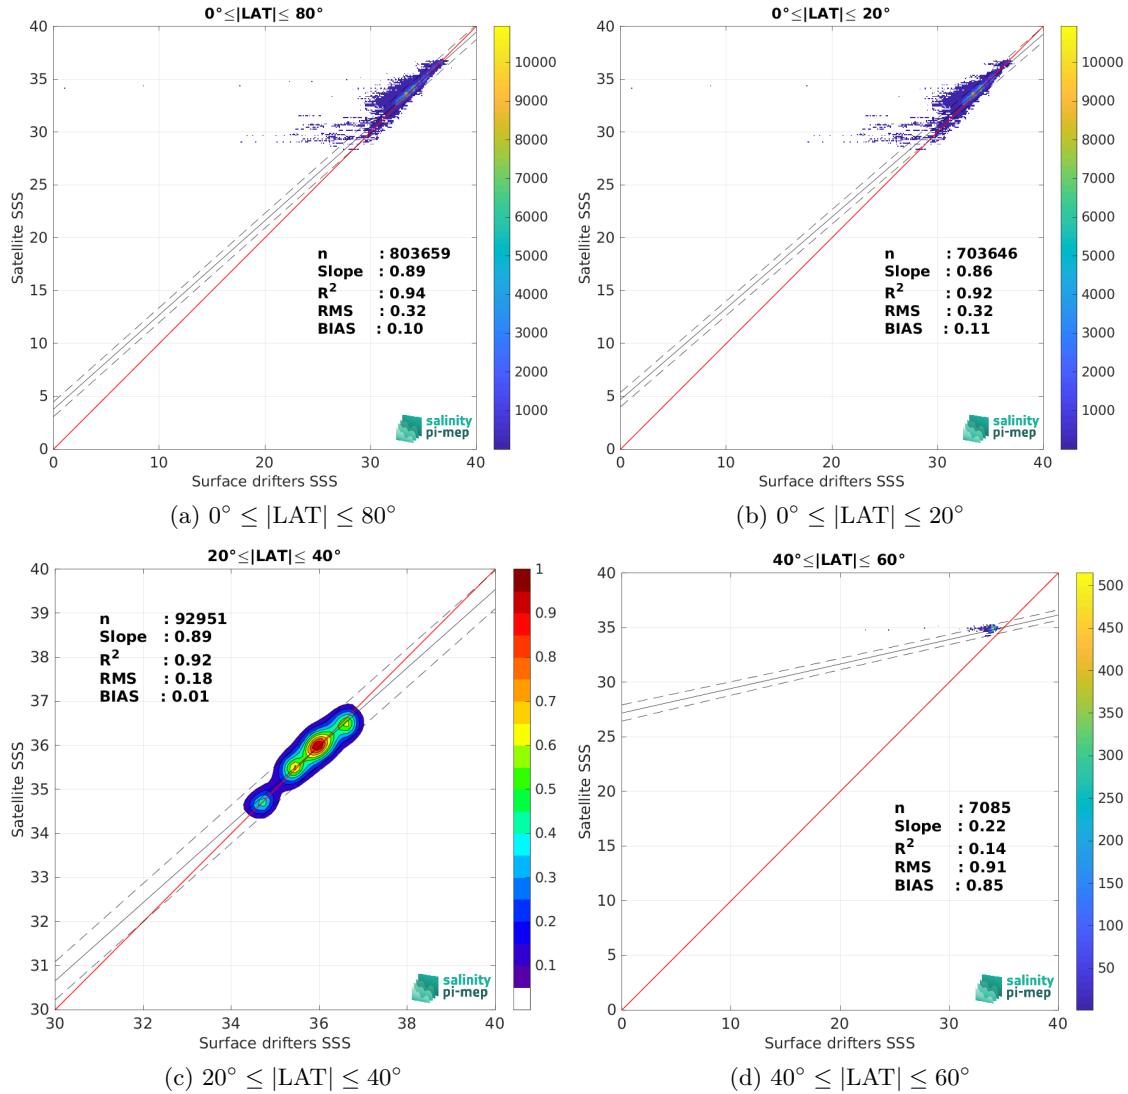 0°≤|LAT|≤ 80°
40
35
30
25
20
15
10
5
0
Satellite SSS
n : 803659
Slope : 0.89
R² : 0.94
RMS : 0.32
BIAS : 0.10
salinity
pi-mep
0 10 20 30 40
Surface drifters SSS
10000
9000
8000
7000
6000
5000
4000
3000
2000
1000
(a) 0° ≤ |LAT| ≤ 80°
0°≤|LAT|≤ 20°
40
35
30
25
20
15
10
5
0
Satellite SSS
n : 703646
Slope : 0.86
R² : 0.92
RMS : 0.32
BIAS : 0.11
salinity
pi-mep
0 10 20 30 40
Surface drifters SSS
10000
9000
8000
7000
6000
5000
4000
3000
2000
1000
(b) 0° ≤ |LAT| ≤ 20°
20°≤|LAT|≤ 40°
40
39
38
37
36
35
34
33
32
31
30
Satellite SSS
n : 92951
Slope : 0.89
R² : 0.92
RMS : 0.18
BIAS : 0.01
salinity
pi-mep
30 32 34 36 38 40
Surface drifters SSS
1
0.9
0.8
0.7
0.6
0.5
0.4
0.3
0.2
0.1
(c) 20° ≤ |LAT| ≤ 40°
40°≤|LAT|≤ 60°
40
35
30
25
20
15
10
5
0
Satellite SSS
n : 7085
Slope : 0.22
R² : 0.14
RMS : 0.91
BIAS : 0.85
salinity
pi-mep
0 10 20 30 40
Surface drifters SSS
500
450
400
350
300
250
200
150
100
50
(d) 40° ≤ |LAT| ≤ 60°